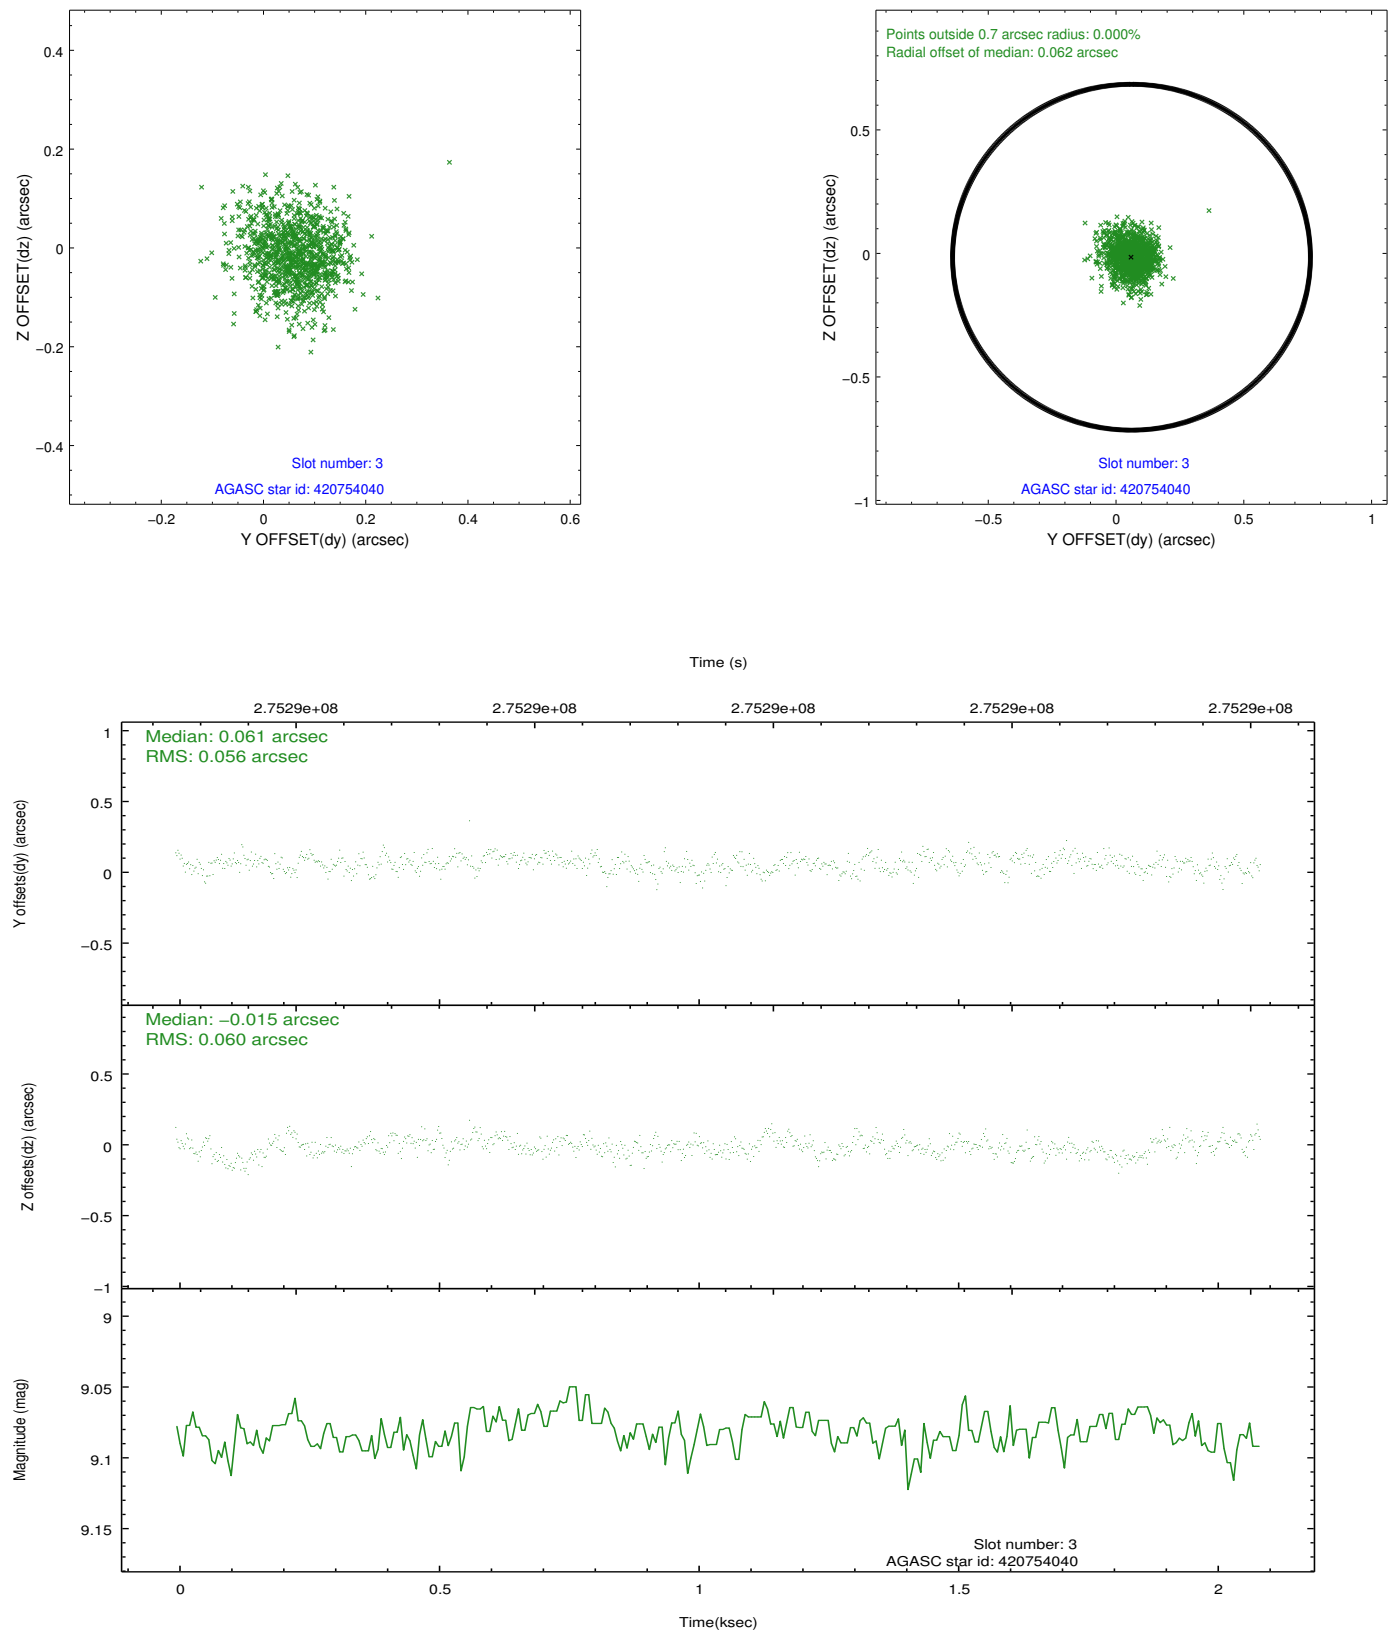 0.4
0.2
0
−0.2
−0.4
Z OFFSET(dz) (arcsec)
Slot number: 3
AGASC star id: 420754040
−0.2
0
0.2
0.4
0.6
Y OFFSET(dy) (arcsec)
Points outside 0.7 arcsec radius: 0.000%
Radial offset of median: 0.062 arcsec
0.5
0
−0.5
−1
Z OFFSET(dz) (arcsec)
Slot number: 3
AGASC star id: 420754040
−0.5
0
0.5
1
Y OFFSET(dy) (arcsec)
Time (s)
2.7529e+08
2.7529e+08
2.7529e+08
2.7529e+08
2.7529e+08
Median: 0.061 arcsec
RMS: 0.056 arcsec
1
0.5
0
−0.5
Y offsets(dy) (arcsec)
Median: −0.015 arcsec
RMS: 0.060 arcsec
0.5
0
−0.5
−1
Z offsets(dz) (arcsec)
9
9.05
9.1
9.15
Magnitude (mag)
Slot number: 3
AGASC star id: 420754040
0
0.5
1
1.5
2
Time(ksec)